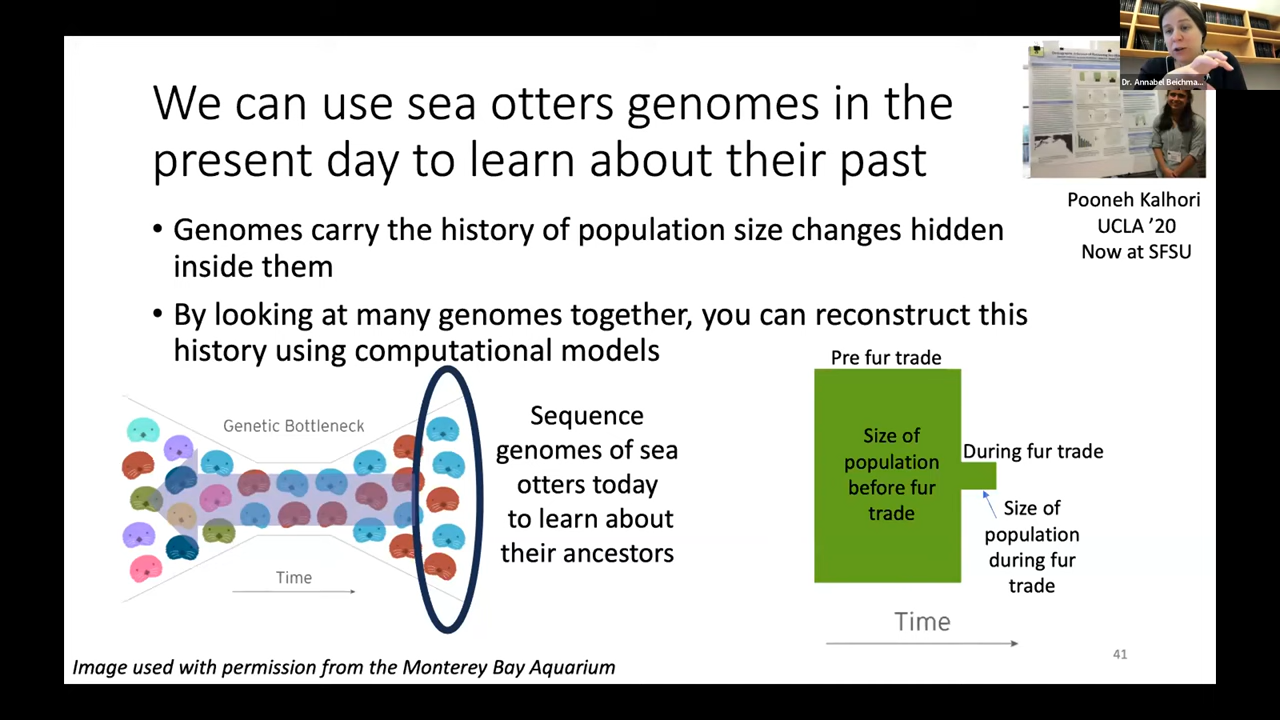 Dr. Annabel Beichma...
We can use sea otters genomes in the
present day to learn about their past
Pooneh Kalhori
UCLA ’20
Now at SFSU
• Genomes carry the history of population size changes hidden
inside them
• By looking at many genomes together, you can reconstruct this
history using computational models
Genetic Bottleneck
Time
Sequence
genomes of sea
otters today
to learn about
their ancestors
Pre fur trade
Size of
population
before fur
trade
During fur trade
Size of
population
during fur
trade
Time
41
Image used with permission from the Monterey Bay Aquarium